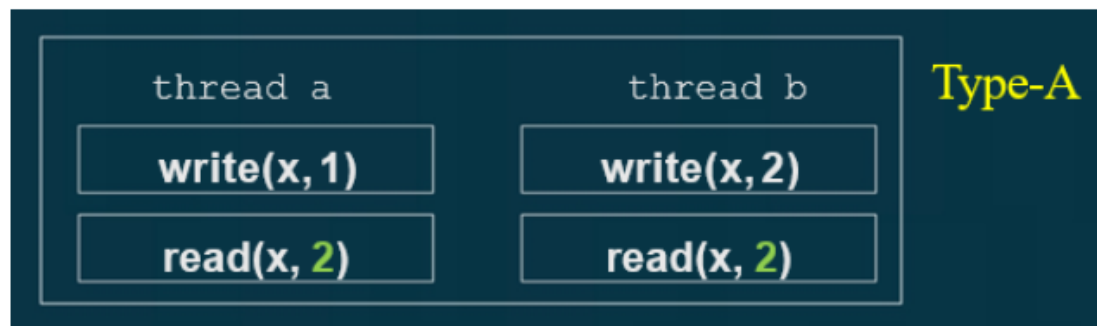 thread a thread b Type-A
write(x, 1) write(x, 2)
read(x, 2) read(x, 2)